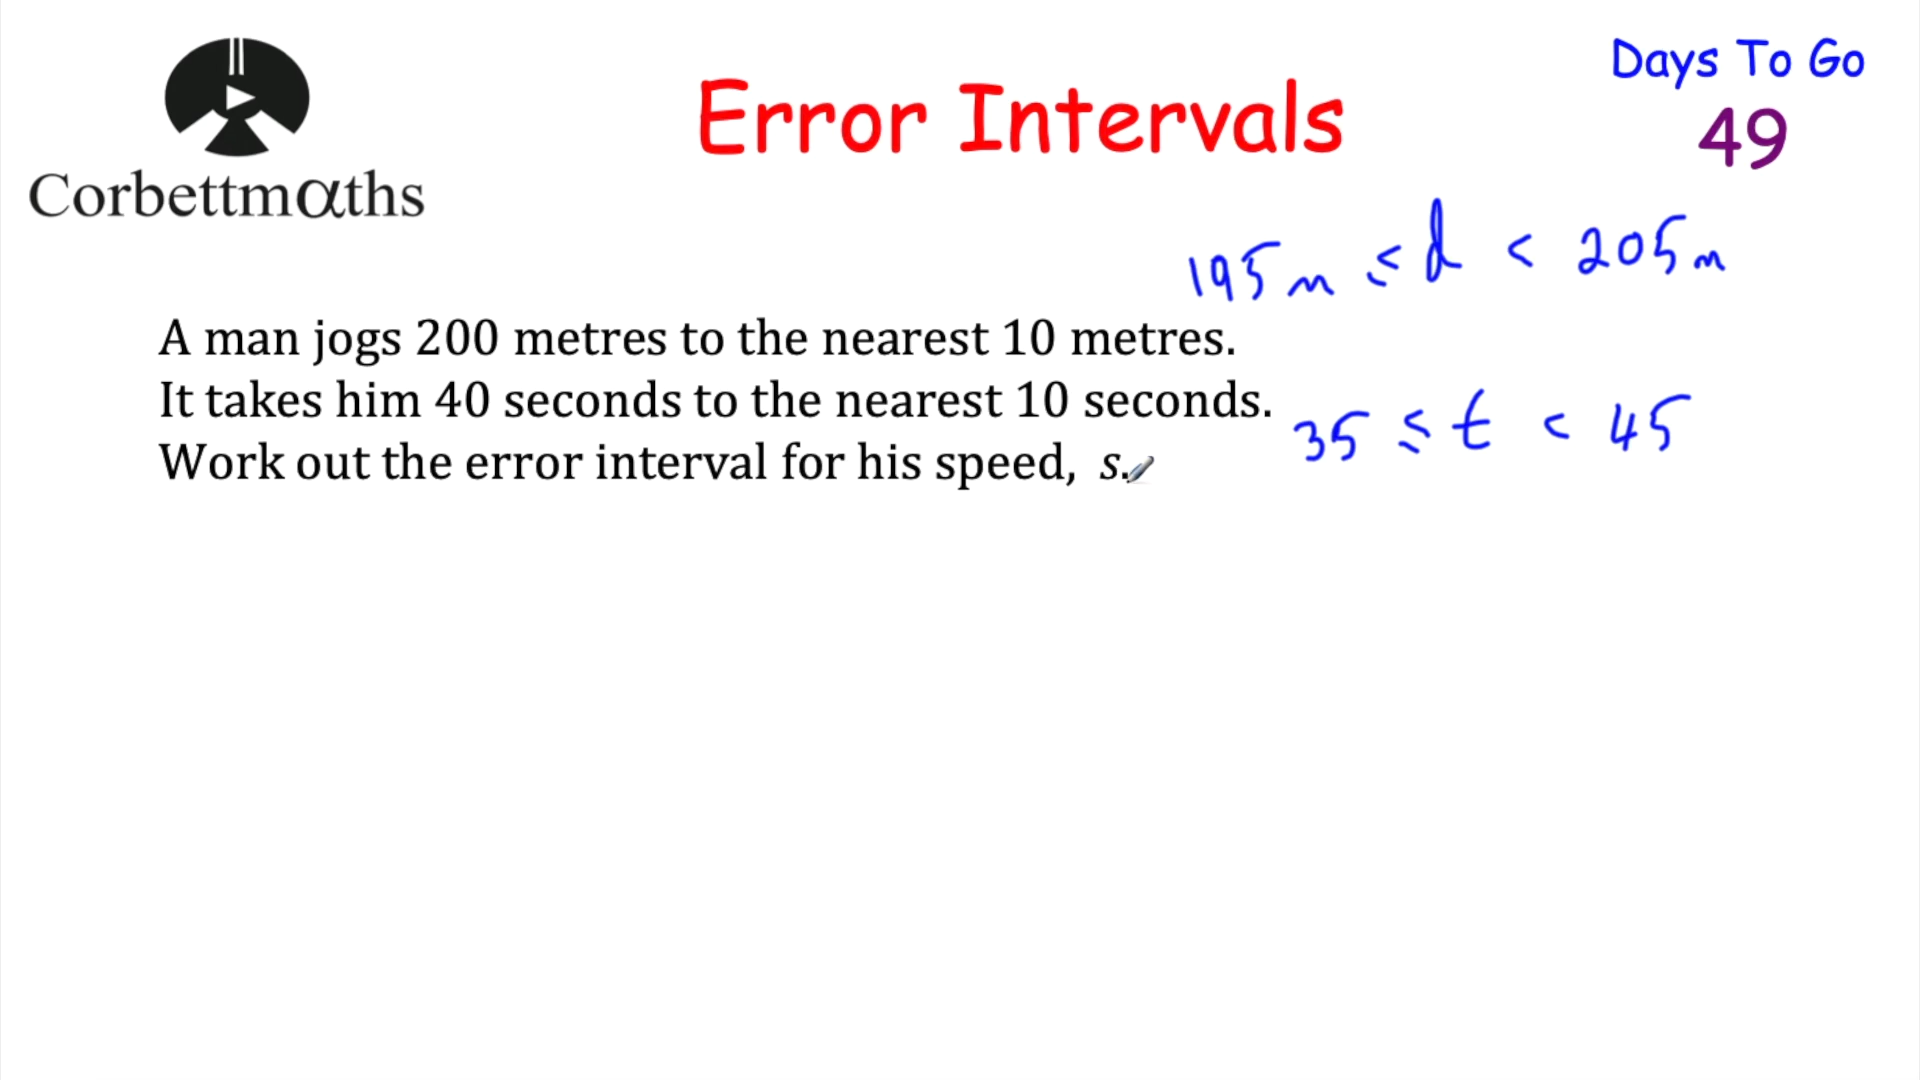 Days To Go
49
Error Intervals
Corbettmαths
195m ≤ d < 205m
A man jogs 200 metres to the nearest 10 metres.
It takes him 40 seconds to the nearest 10 seconds.
35 ≤ t < 45
Work out the error interval for his speed, s.